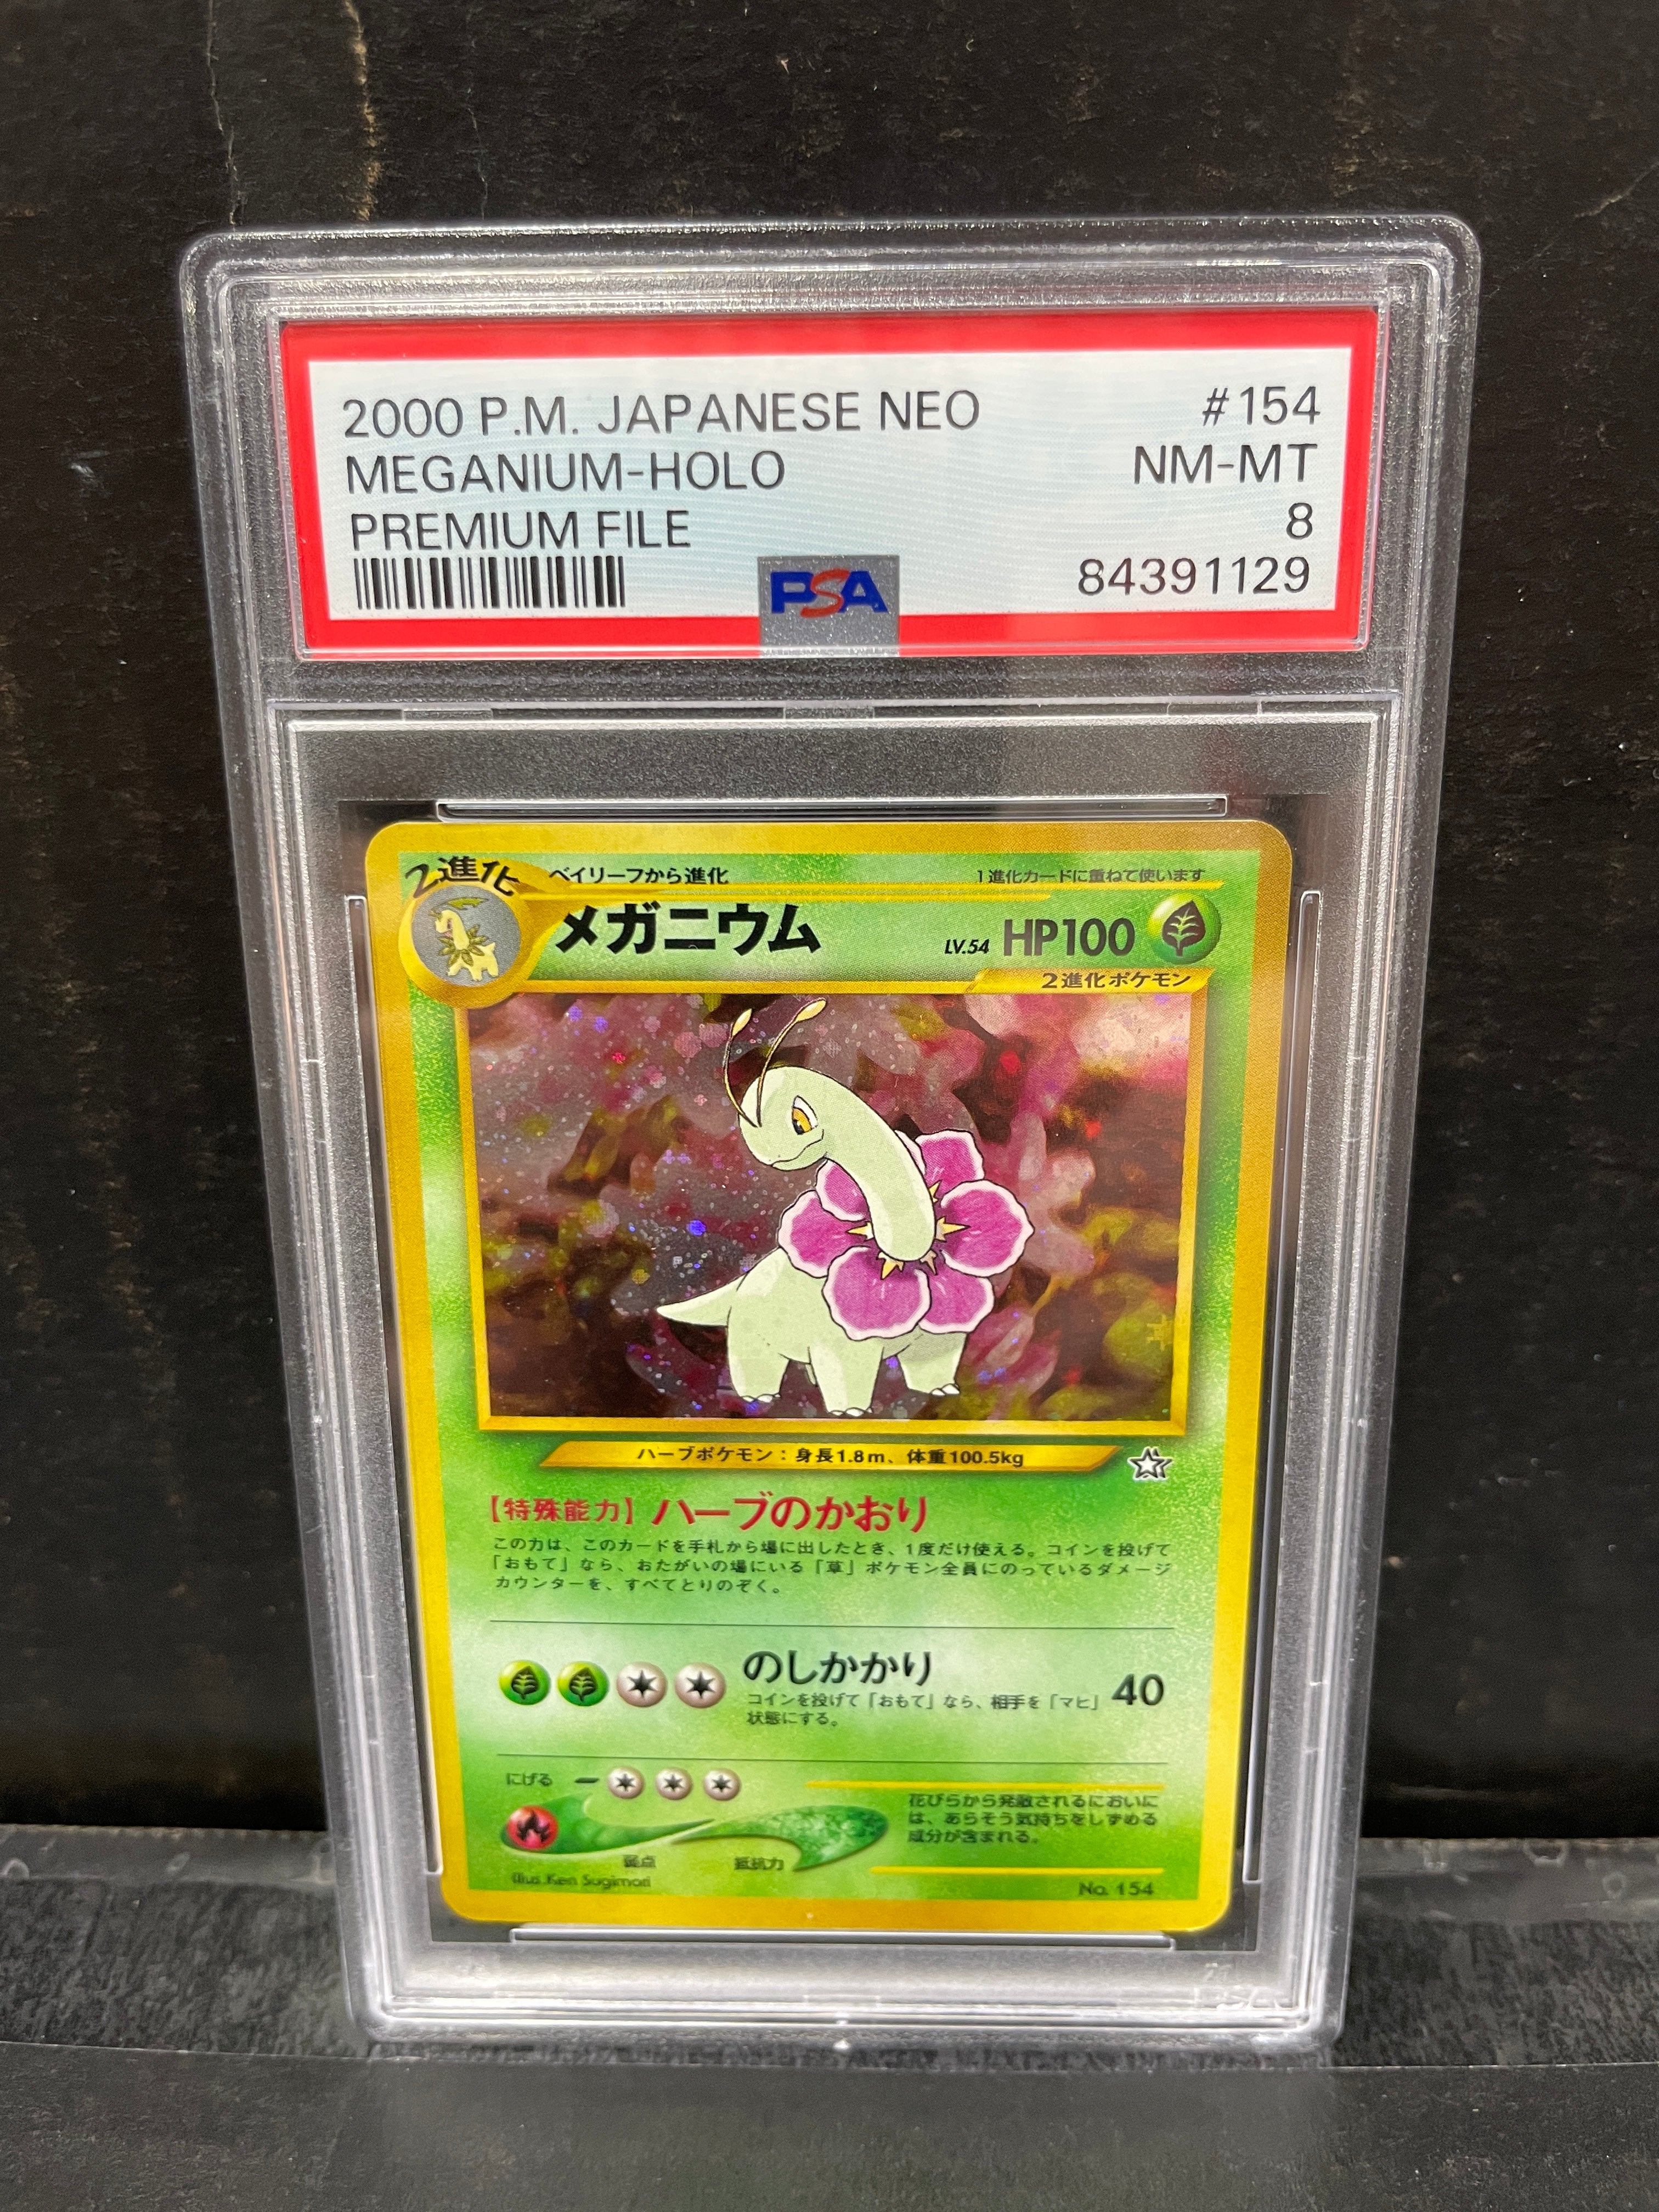 2000 P.M. JAPANESE NEO #154
MEGANIUM-HOLO NM-MT
PREMIUM FILE 8
PSA 84391129
2進化 ベイリーフから進化 1進化カードに重ねて使います
メガニウム LV.54 HP100
2進化ポケモン
ハーブポケモン：身長1.8m、体重100.5kg
【特殊能力】ハーブのかおり
この力は、このカードを手札から場に出したとき、1度だけ使える。コインを投げて
「おもて」なら、おたがいの場にいる「草」ポケモン全員にのっているダメージ
カウンターを、すべてとりのぞく。
のしかかり 40
コインを投げて「おもて」なら、相手を「マヒ」
状態にする。
にげる
花びらから発散されるにおいに
は、あらそう気持ちをしずめる
成分が含まれる。
弱点 抵抗力
Illus.Ken Sugimori No. 154